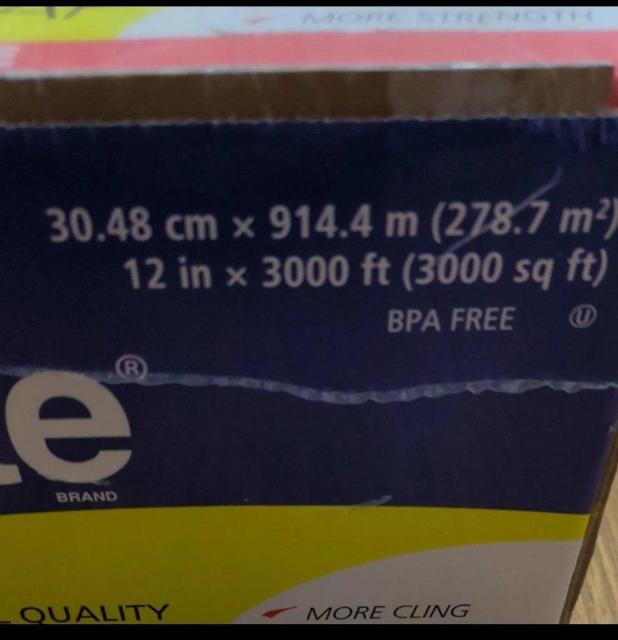 MORE STRENGTH
30.48 cm × 914.4 m (278.7 m²)
12 in × 3000 ft (3000 sq ft)
BPA FREE Ⓤ
e®
BRAND
QUALITY
MORE CLING